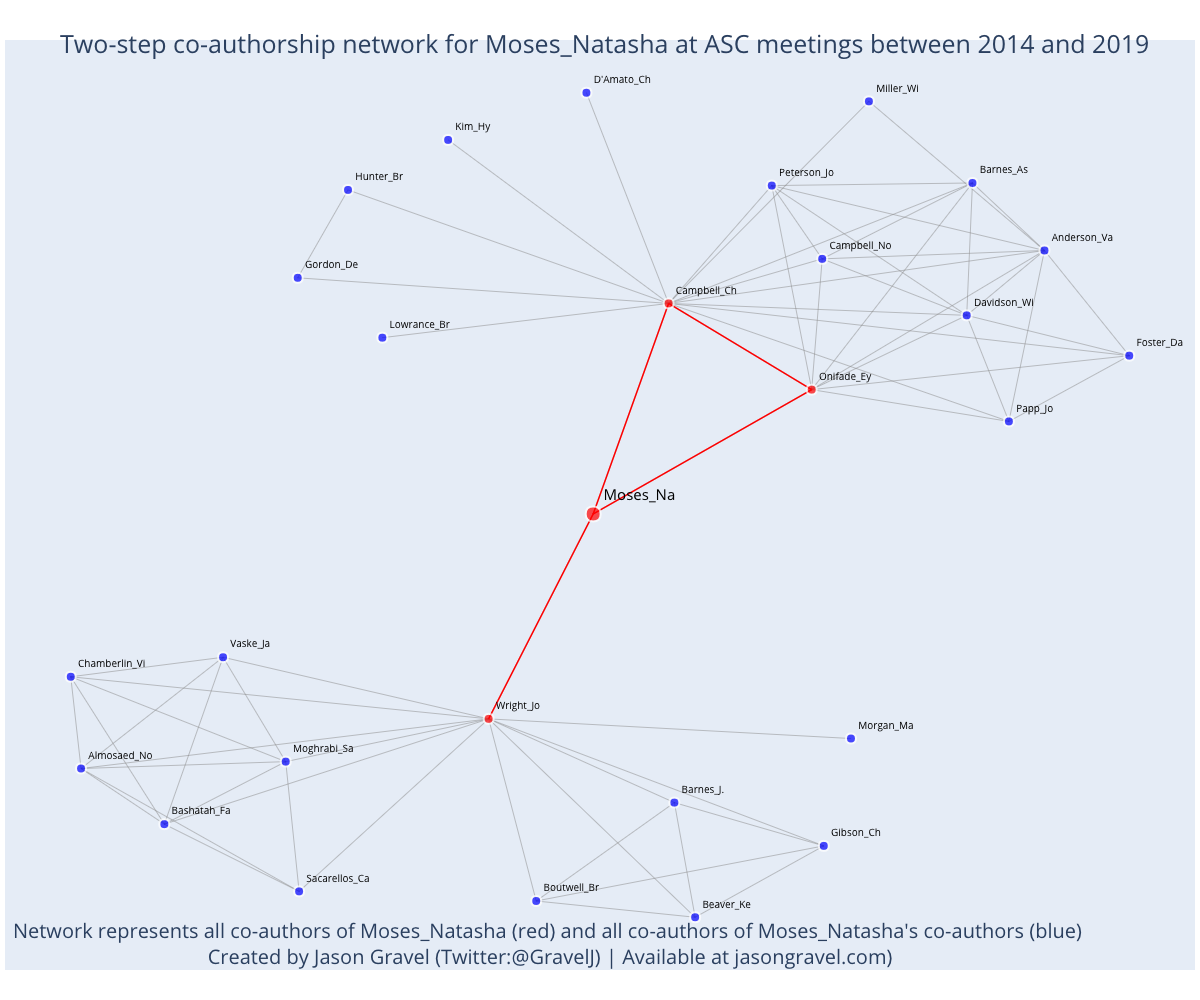 Two-step co-authorship network for Moses_Natasha at ASC meetings between 2014 and 2019
D'Amato_Ch
Miller_Wi
Kim_Hy
Peterson_Jo
Barnes_As
Hunter_Br
Anderson_Va
Campbell_No
Gordon_De
Campbell_Ch
Davidson_Wi
Lowrance_Br
Foster_Da
Onifade_Ey
Papp_Jo
Moses_Na
Vaske_Ja
Chamberlin_Vi
Wright_Jo
Morgan_Ma
Almosaed_No
Moghrabi_Sa
Barnes_J.
Bashatah_Fa
Gibson_Ch
Sacarellos_Ca
Boutwell_Br
Beaver_Ke
Network represents all co-authors of Moses_Natasha (red) and all co-authors of Moses_Natasha's co-authors (blue)
Created by Jason Gravel (Twitter:@GravelJ) | Available at jasongravel.com)